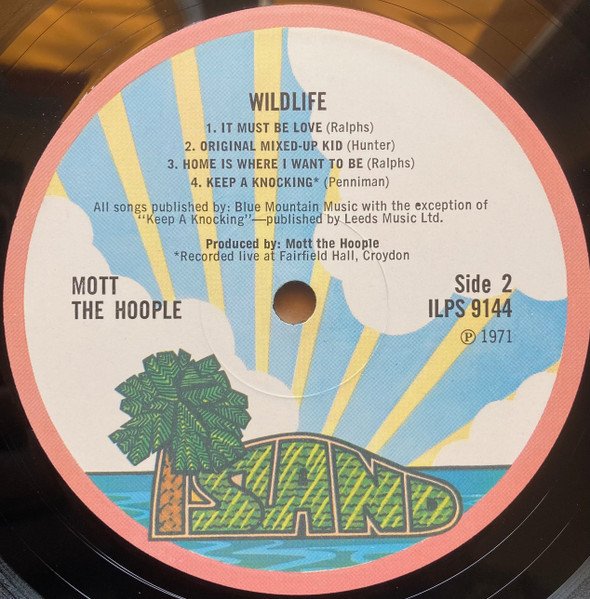 WILDLIFE
1. IT MUST BE LOVE (Ralphs)
2. ORIGINAL MIXED-UP KID (Hunter)
3. HOME IS WHERE I WANT TO BE (Ralphs)
4. KEEP A KNOCKING* (Penniman)
All songs published by: Blue Mountain Music with the exception of
"Keep A Knocking"—published by Leeds Music Ltd.
Produced by: Mott the Hoople
*Recorded live at Fairfield Hall, Croydon
MOTT
THE HOOPLE
Side 2
ILPS 9144
Ⓟ 1971
ISLAND